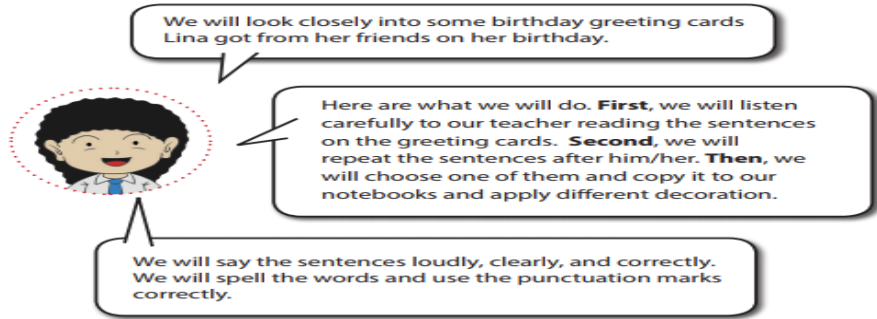 We will look closely into some birthday greeting cards
Lina got from her friends on her birthday.
Here are what we will do. First, we will listen
carefully to our teacher reading the sentences
on the greeting cards. Second, we will
repeat the sentences after him/her. Then, we
will choose one of them and copy it to our
notebooks and apply different decoration.
We will say the sentences loudly, clearly, and correctly.
We will spell the words and use the punctuation marks
correctly.